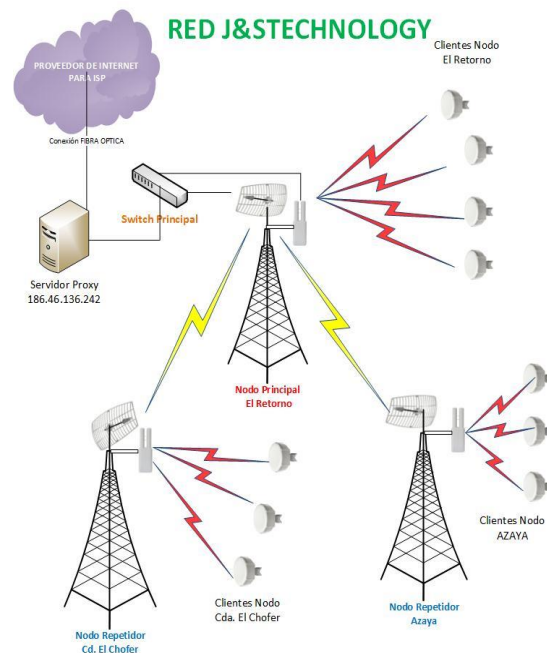 RED J&STECHNOLOGY
PROVEEDOR DE INTERNET
PARA ISP
Conexión FIBRA OPTICA
Switch Principal
Servidor Proxy
186.46.136.242
Clientes Nodo
El Retorno
Nodo Principal
El Retorno
Clientes Nodo
AZAYA
Clientes Nodo
Cda. El Chofer
Nodo Repetidor
Azaya
Nodo Repetidor
Cd. El Chofer